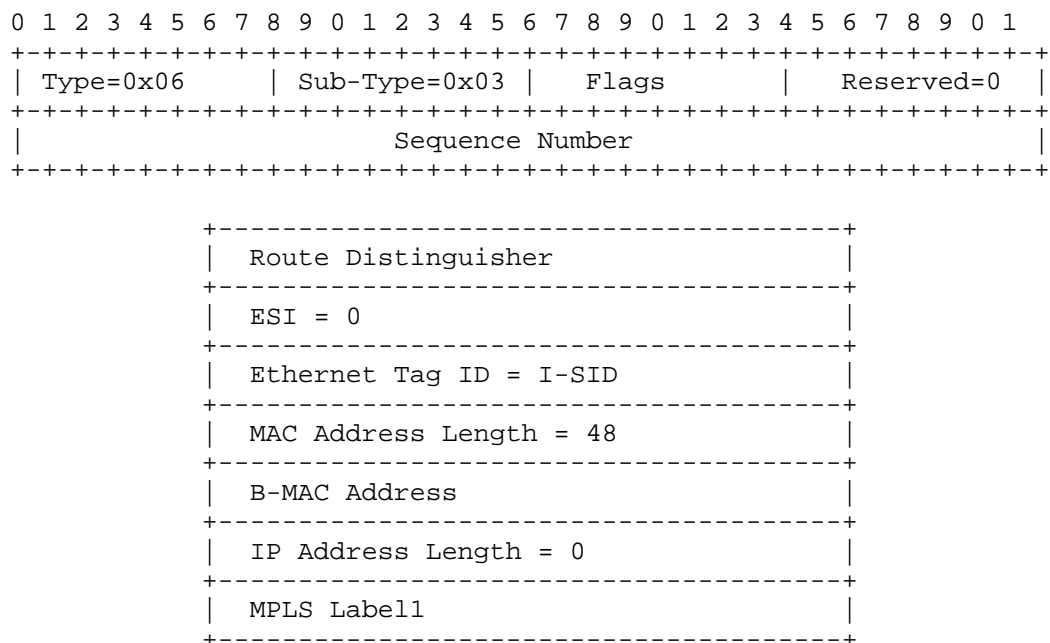 0 1 2 3 4 5 6 7 8 9 0 1 2 3 4 5 6 7 8 9 0 1 2 3 4 5 6 7 8 9 0 1
+-+-+-+-+-+-+-+-+-+-+-+-+-+-+-+-+-+-+-+-+-+-+-+-+-+-+-+-+-+-+-+-+
| Type=0x06     | Sub-Type=0x03 |   Flags       |   Reserved=0  |
+-+-+-+-+-+-+-+-+-+-+-+-+-+-+-+-+-+-+-+-+-+-+-+-+-+-+-+-+-+-+-+-+
|                       Sequence Number                         |
+-+-+-+-+-+-+-+-+-+-+-+-+-+-+-+-+-+-+-+-+-+-+-+-+-+-+-+-+-+-+-+-+
+---------------------------------------+
|  Route Distinguisher                  |
+---------------------------------------+
|  ESI = 0                              |
+---------------------------------------+
|  Ethernet Tag ID = I-SID              |
+---------------------------------------+
|  MAC Address Length = 48              |
+---------------------------------------+
|  B-MAC Address                        |
+---------------------------------------+
|  IP Address Length = 0                |
+---------------------------------------+
|  MPLS Label1                          |
+---------------------------------------+